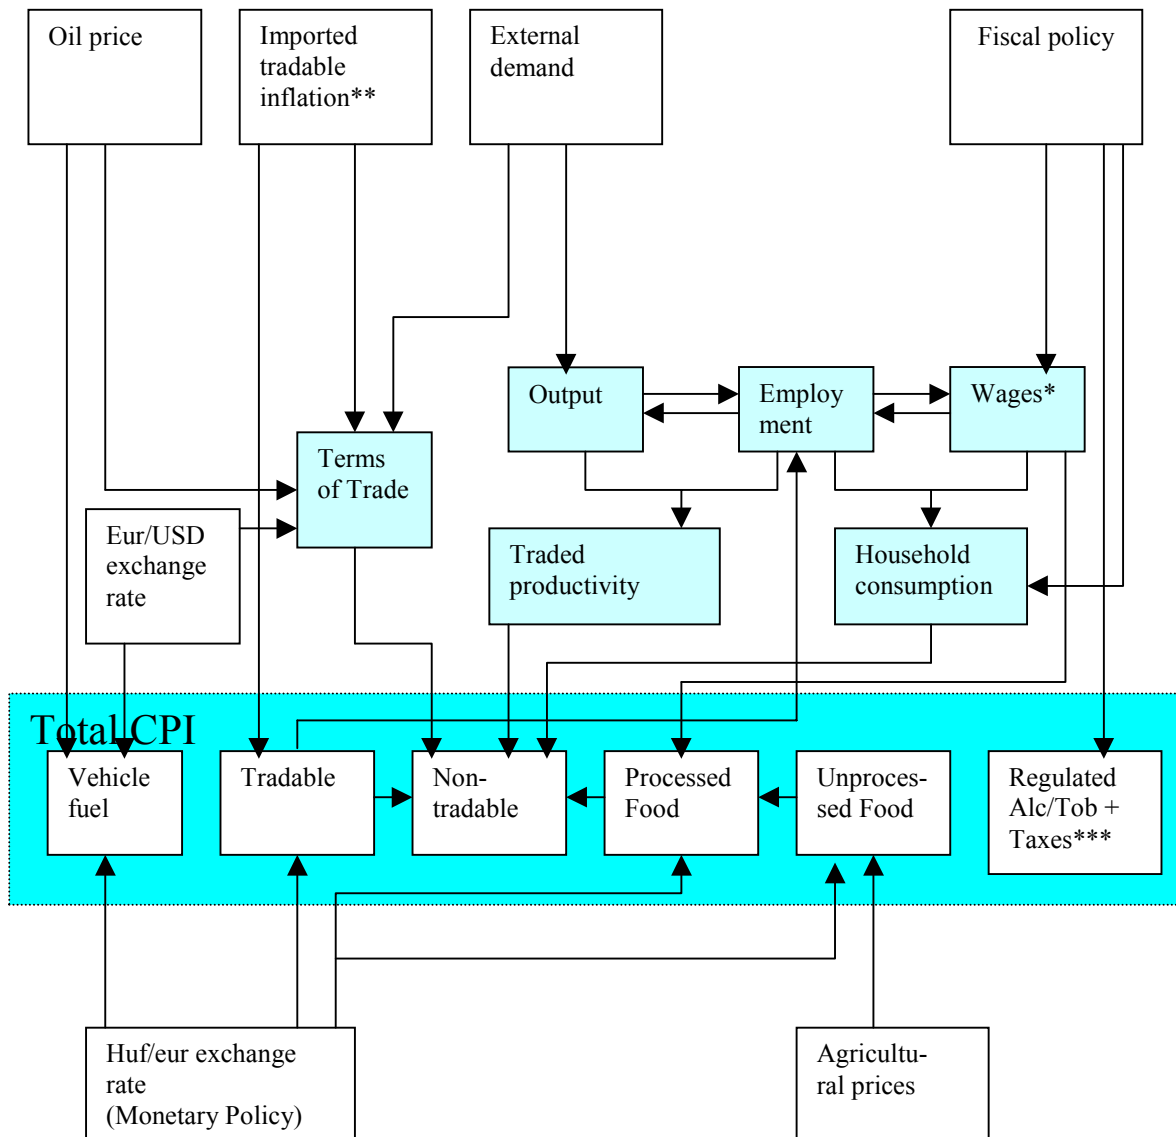 Oil price
Imported
tradable
inflation**
External
demand
Fiscal policy
Output
Employ
ment
Wages*
Terms
of Trade
Eur/USD
exchange
rate
Traded
productivity
Household
consumption
Total CPI
Vehicle
fuel
Tradable
Non-
tradable
Processed
Food
Unproces-
sed Food
Regulated
Alc/Tob +
Taxes***
Huf/eur exchange
rate
(Monetary Policy)
Agricultu-
ral prices